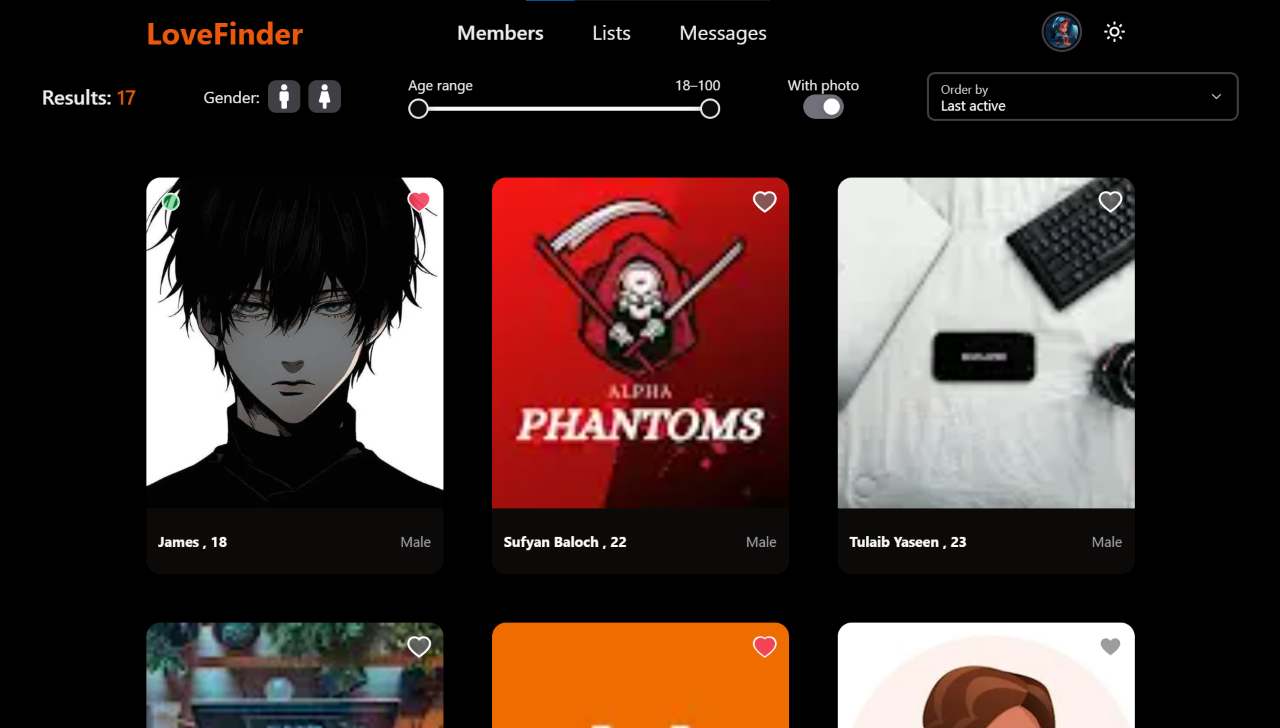 LoveFinder
Members
Lists
Messages
Results: 17
Gender:
Age range
18–100
With photo
Order by
Last active
ALPHA
PHANTOMS
James , 18
Male
Sufyan Baloch , 22
Male
Tulaib Yaseen , 23
Male